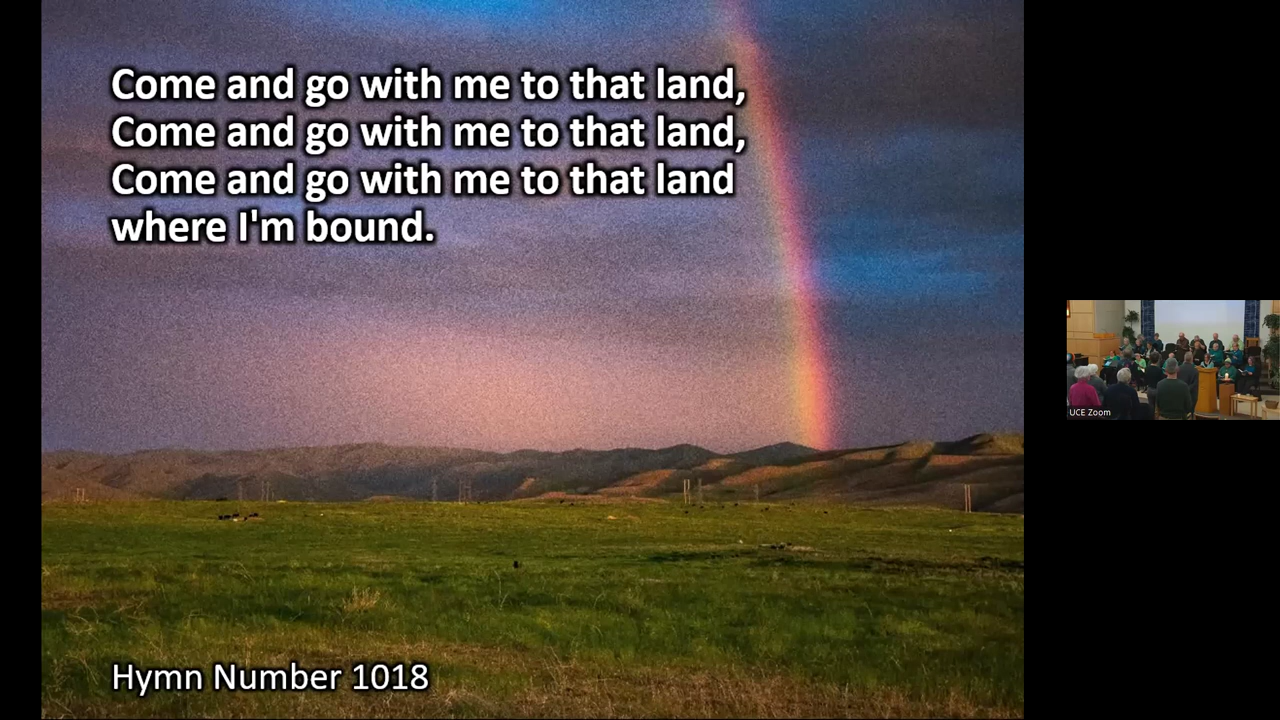 Come and go with me to that land,
Come and go with me to that land,
Come and go with me to that land
where I'm bound.
Hymn Number 1018
UCE Zoom